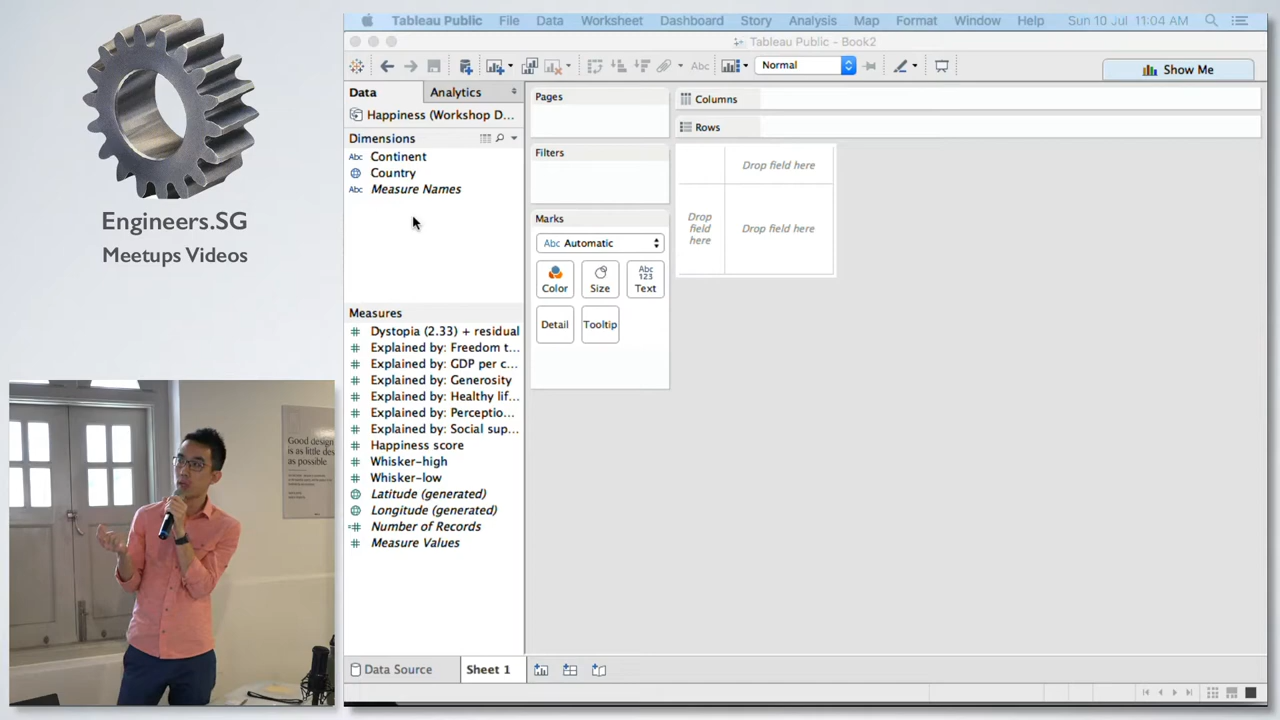 Engineers.SG
Meetups Videos
Good design
is as little des
as possible
Tableau Public File Data Worksheet Dashboard Story Analysis Map Format Window Help Sun 10 Jul 11:04 AM
Tableau Public - Book2
Abc Normal Show Me
Data Analytics
Happiness (Workshop D...
Dimensions
Abc Continent
Country
Abc Measure Names
Measures
Dystopia (2.33) + residual
Explained by: Freedom t...
Explained by: GDP per c...
Explained by: Generosity
Explained by: Healthy lif...
Explained by: Perceptio...
Explained by: Social sup...
Happiness score
Whisker-high
Whisker-low
Latitude (generated)
Longitude (generated)
Number of Records
Measure Values
Pages
Filters
Marks
Abc Automatic
Color
Size
Abc
123
Text
Detail
Tooltip
Columns
Rows
Drop field here
Drop
field
here
Drop field here
Data Source Sheet 1